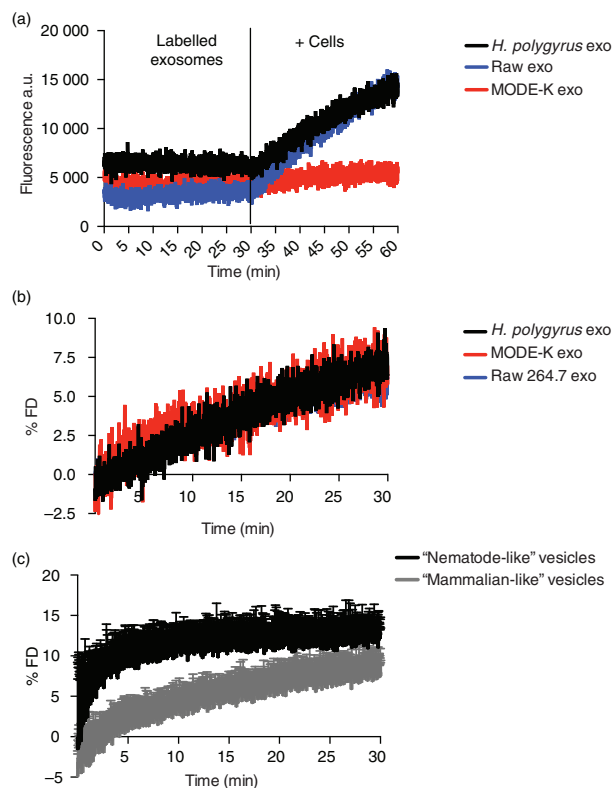 (a)
Labelled exosomes
+ Cells
H. polygyrus exo
Raw exo
MODE-K exo
Fluorescence a.u.
20 000
15 000
10 000
5 000
0
0 5 10 15 20 25 30 35 40 45 50 55 60
Time (min)
(b)
H. polygyrus exo
MODE-K exo
Raw 264.7 exo
% FD
10.0
7.5
5.0
2.5
0.0
–2.5
5 10 15 20 25 30
Time (min)
(c)
"Nematode-like" vesicles
"Mammalian-like" vesicles
% FD
20
15
10
5
0
–5
5 10 15 20 25 30
Time (min)